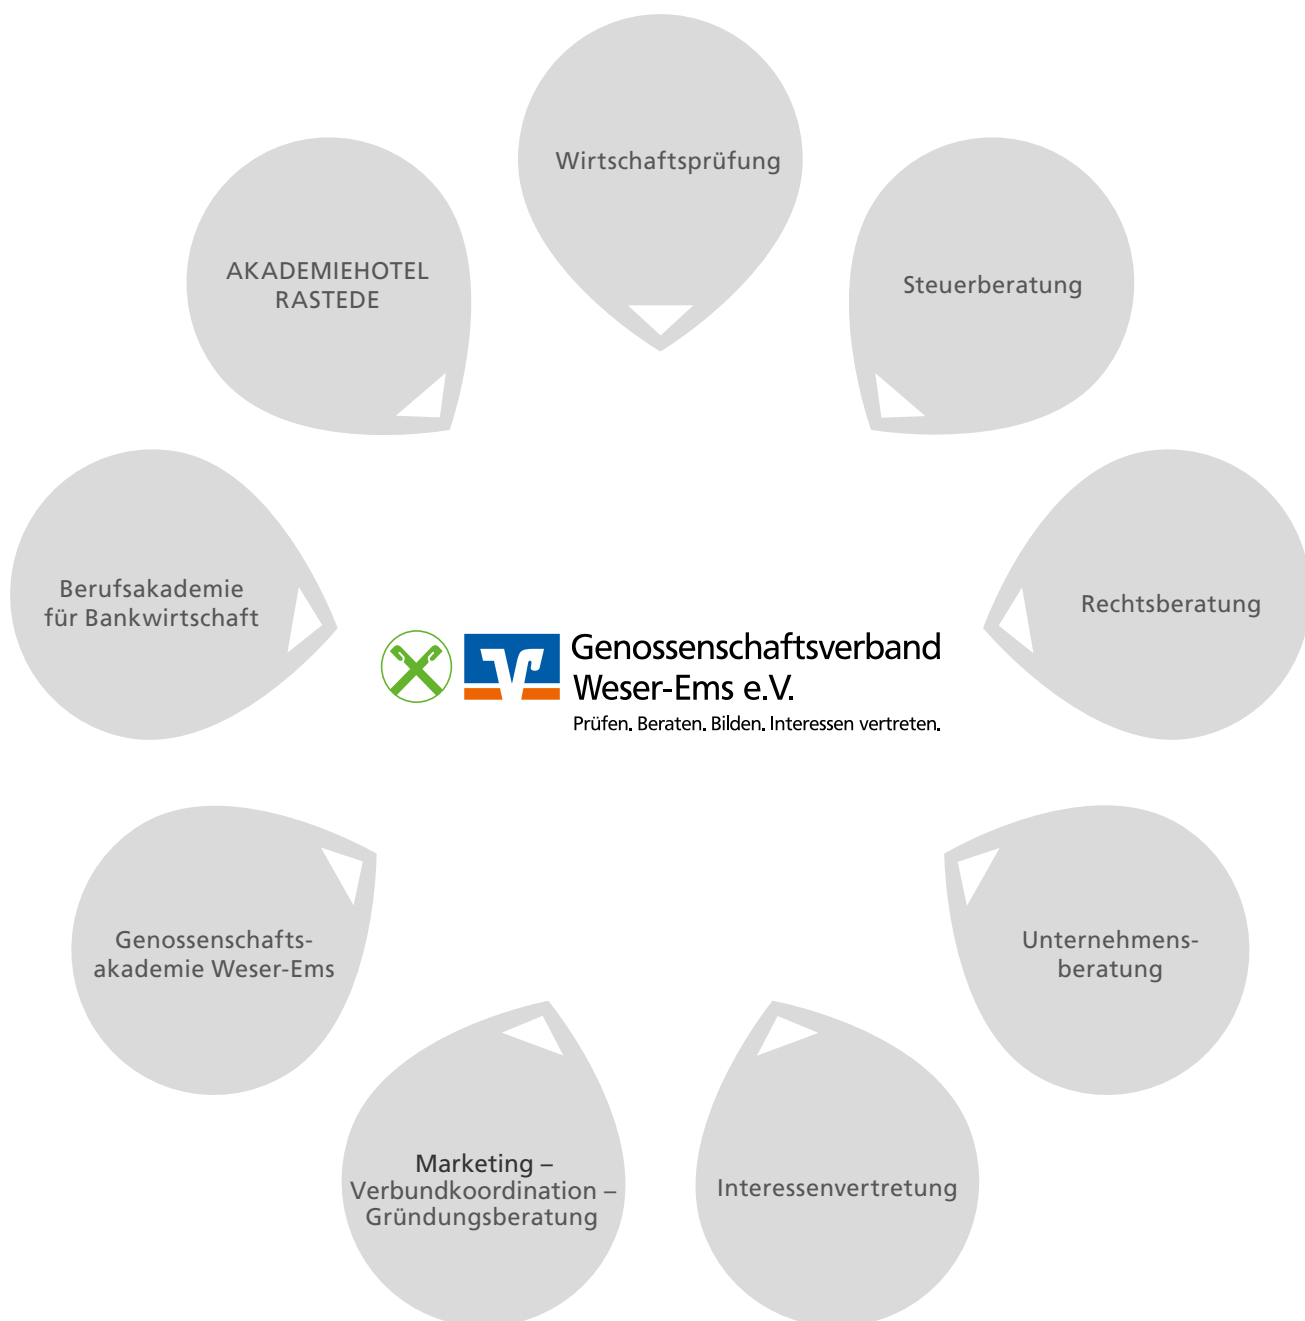 Wirtschaftsprüfung
AKADEMIEHOTEL
RASTEDE
Steuerberatung
Berufsakademie
für Bankwirtschaft
Rechtsberatung
Genossenschaftsverband
Weser-Ems e.V.
Prüfen. Beraten. Bilden. Interessen vertreten.
Genossenschafts-
akademie Weser-Ems
Unternehmens-
beratung
Marketing –
Verbundkoordination –
Gründungsberatung
Interessenvertretung